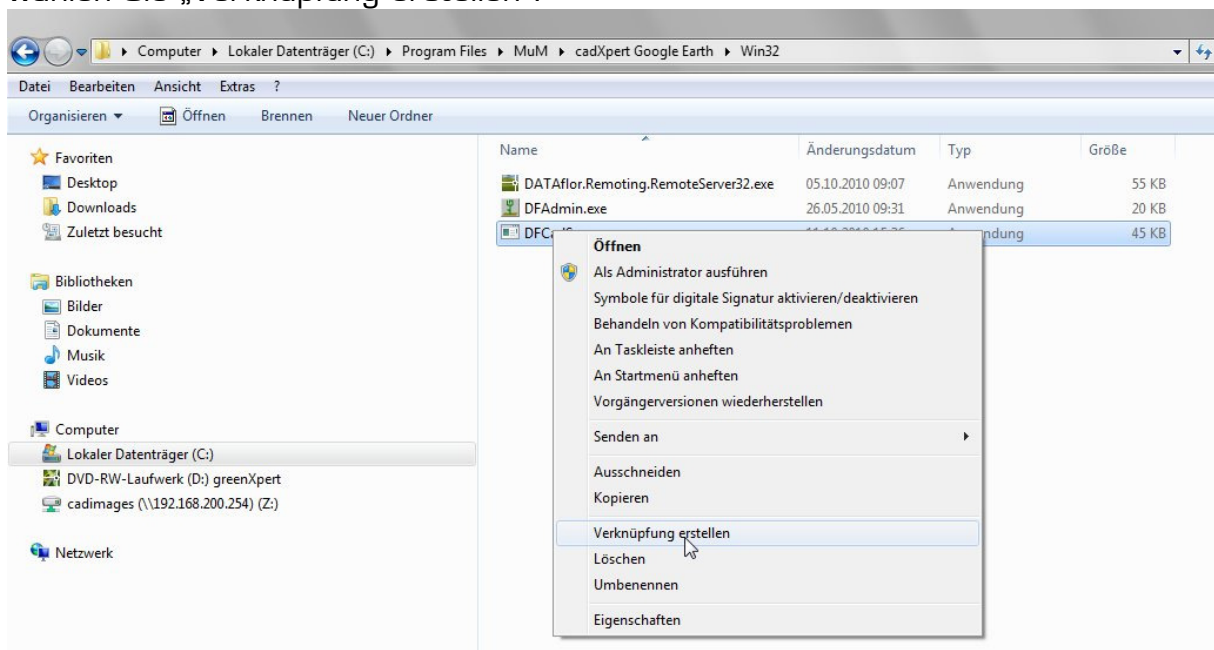 wählen Sie „Verknüpfung erstellen“.
Computer Lokaler Datenträger (C:) Program Files MuM cadXpert Google Earth Win32
Datei Bearbeiten Ansicht Extras ?
Organisieren Öffnen Brennen Neuer Ordner
Name Änderungsdatum Typ Größe
Favoriten
Desktop
Downloads
Zuletzt besucht
Bibliotheken
Bilder
Dokumente
Musik
Videos
Computer
Lokaler Datenträger (C:)
DVD-RW-Laufwerk (D:) greenXpert
cadimages (\\192.168.200.254) (Z:)
Netzwerk
DATAflor.Remoting.RemoteServer32.exe 05.10.2010 09:07 Anwendung 55 KB
DFAdmin.exe 26.05.2010 09:31 Anwendung 20 KB
45 KB
Öffnen
Als Administrator ausführen
Symbole für digitale Signatur aktivieren/deaktivieren
Behandeln von Kompatibilitätsproblemen
An Taskleiste anheften
An Startmenü anheften
Vorgängerversionen wiederherstellen
Senden an
Ausschneiden
Kopieren
Verknüpfung erstellen
Löschen
Umbenennen
Eigenschaften